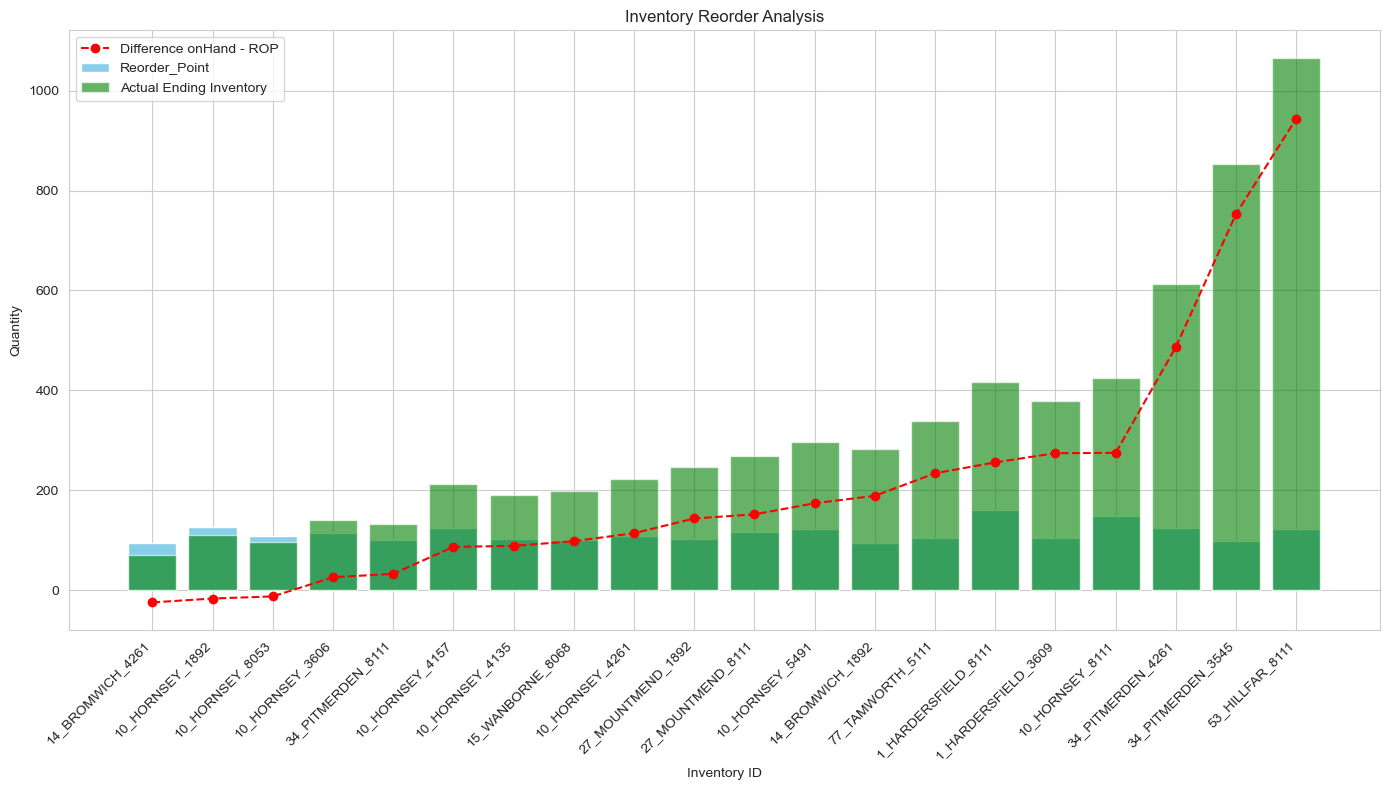 Inventory Reorder Analysis
Difference onHand - ROP
Reorder_Point
Actual Ending Inventory
1000
800
600
400
200
0
Quantity
14_BROMWICH_4261
10_HORNSEY_1892
10_HORNSEY_8053
10_HORNSEY_3606
34_PITMERDEN_8111
10_HORNSEY_4157
10_HORNSEY_4135
15_WANBORNE_8068
10_HORNSEY_4261
27_MOUNTMEND_1892
27_MOUNTMEND_8111
10_HORNSEY_5491
14_BROMWICH_1892
77_TAMWORTH_5111
1_HARDERSFIELD_8111
1_HARDERSFIELD_3609
10_HORNSEY_8111
34_PITMERDEN_4261
34_PITMERDEN_3545
53_HILLFAR_8111
Inventory ID